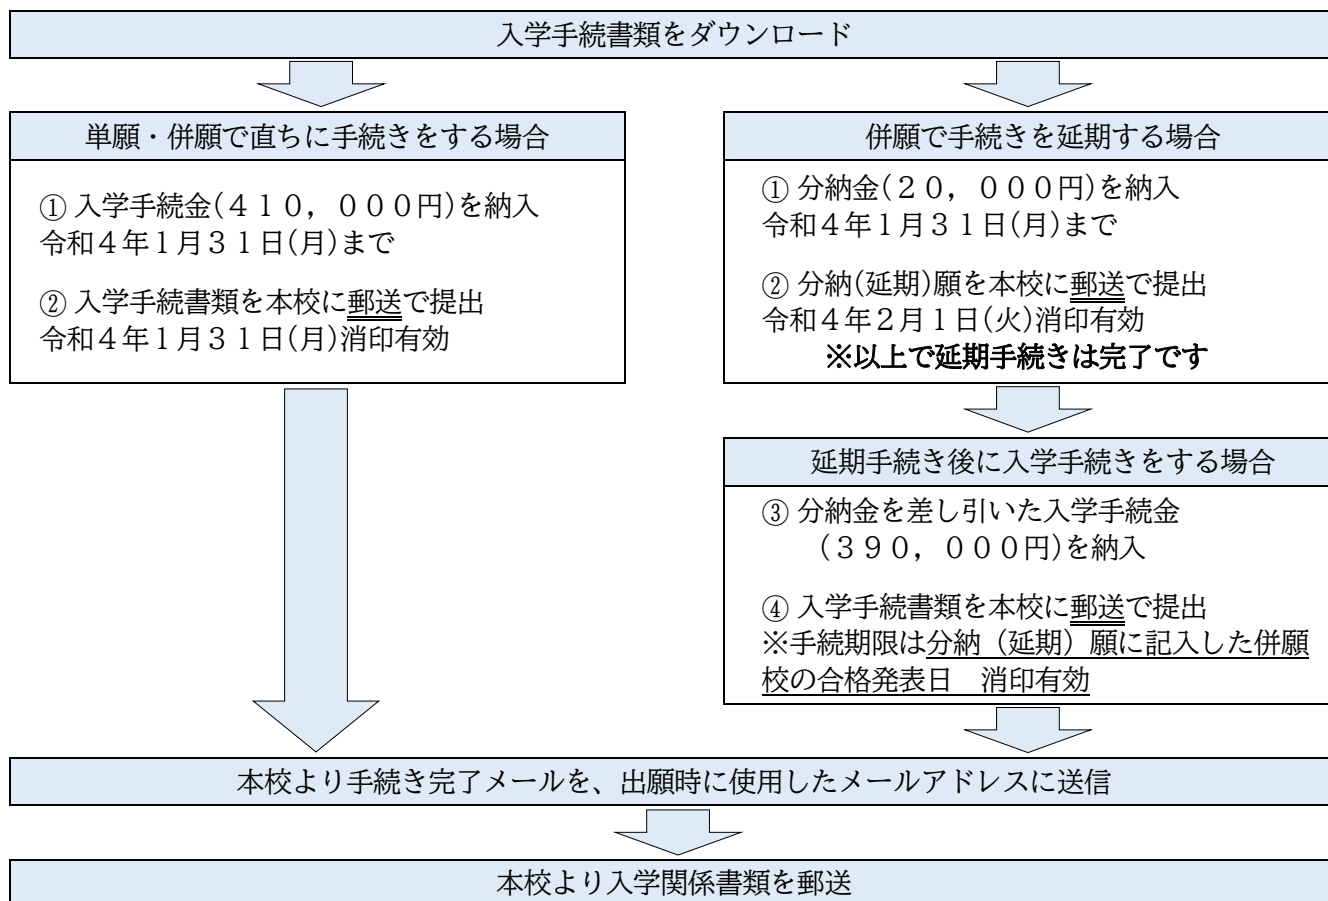 入学手続書類をダウンロード
単願・併願で直ちに手続きをする場合
① 入学手続金(４１０，０００円)を納入
令和４年１月３１日(月)まで
② 入学手続書類を本校に郵送で提出
令和４年１月３１日(月)消印有効
併願で手続きを延期する場合
① 分納金(２０，０００円)を納入
令和４年１月３１日(月)まで
② 分納(延期)願を本校に郵送で提出
令和４年２月１日(火)消印有効
※以上で延期手続きは完了です
延期手続き後に入学手続きをする場合
③ 分納金を差し引いた入学手続金
（３９０，０００円)を納入
④ 入学手続書類を本校に郵送で提出
※手続期限は分納（延期）願に記入した併願
校の合格発表日　消印有効
本校より手続き完了メールを、出願時に使用したメールアドレスに送信
本校より入学関係書類を郵送